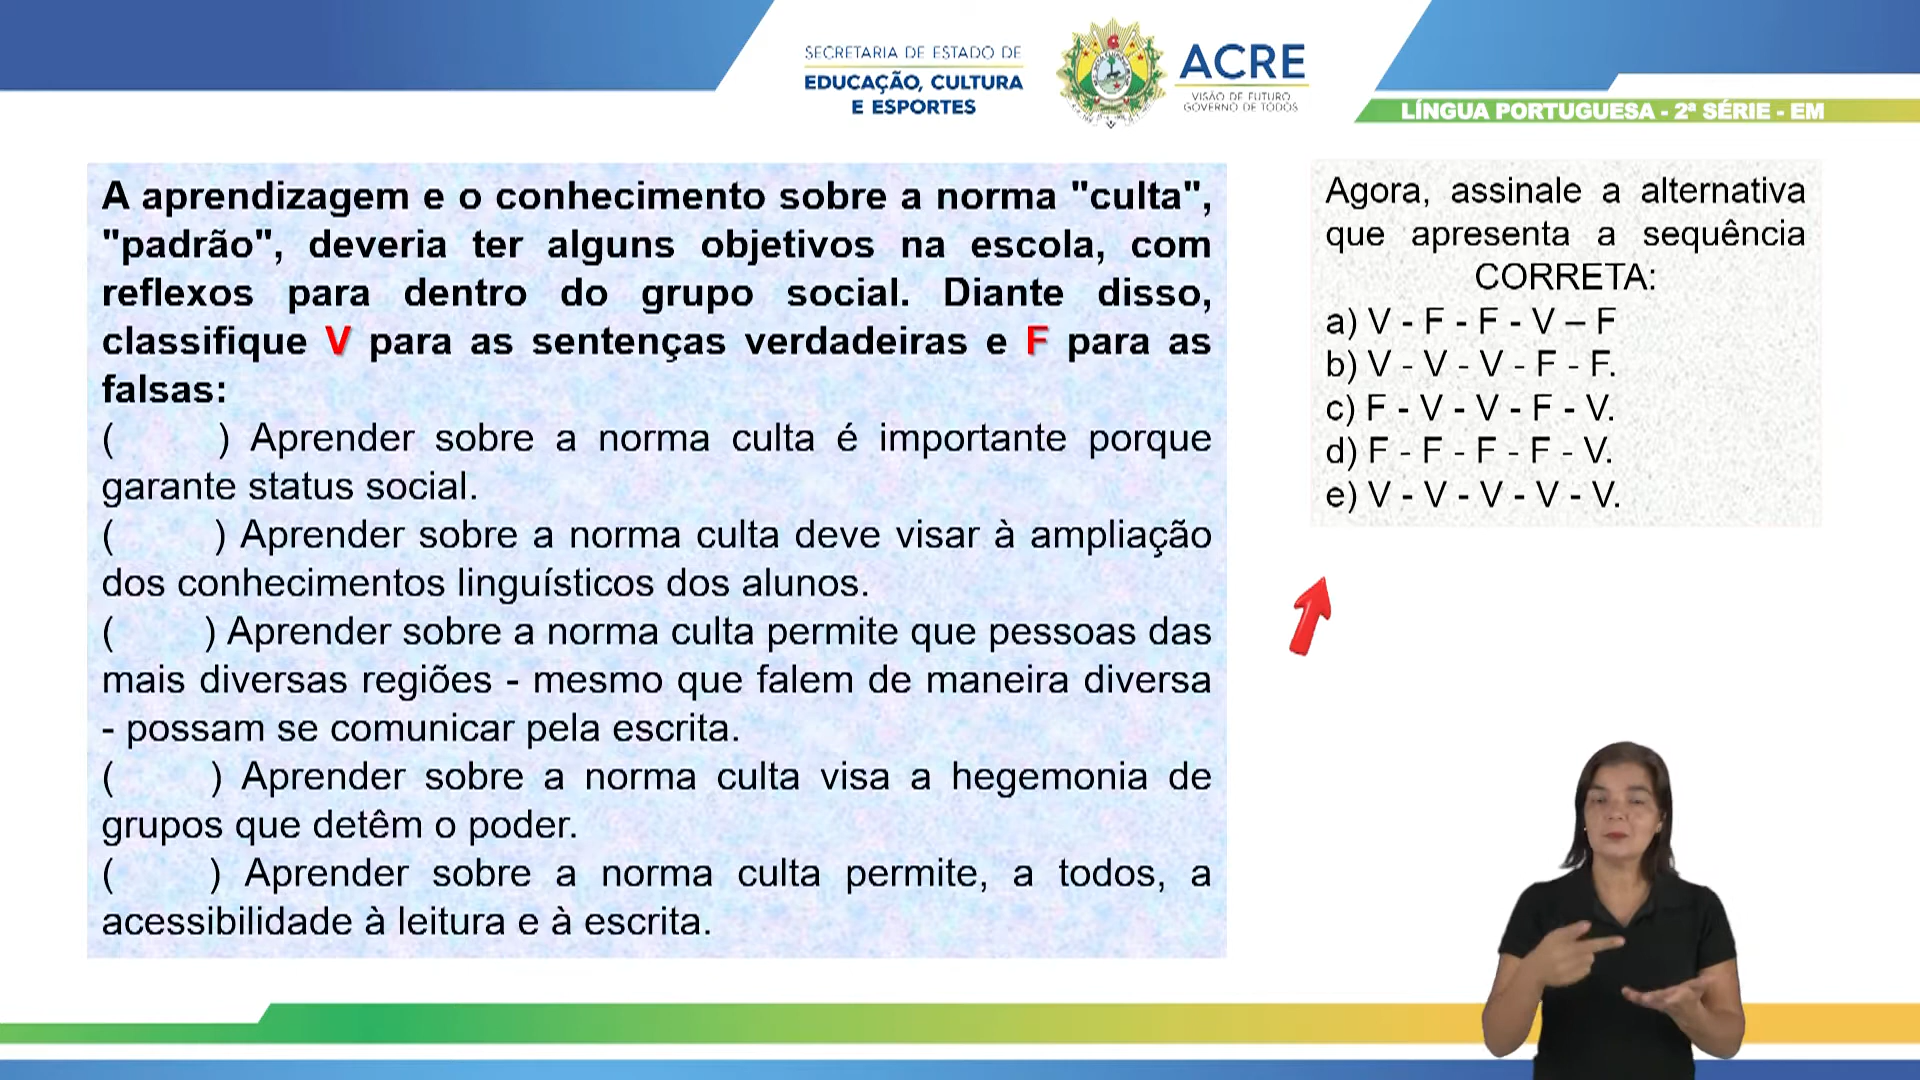 SECRETARIA DE ESTADO DE
EDUCAÇÃO, CULTURA
E ESPORTES
ACRE
VISÃO DE FUTURO
GOVERNO DE TODOS
LÍNGUA PORTUGUESA - 2ª SÉRIE - EM
A aprendizagem e o conhecimento sobre a norma "culta",
"padrão", deveria ter alguns objetivos na escola, com
reflexos para dentro do grupo social. Diante disso,
classifique V para as sentenças verdadeiras e F para as
falsas:
( ) Aprender sobre a norma culta é importante porque
garante status social.
( ) Aprender sobre a norma culta deve visar à ampliação
dos conhecimentos linguísticos dos alunos.
( ) Aprender sobre a norma culta permite que pessoas das
mais diversas regiões - mesmo que falem de maneira diversa
- possam se comunicar pela escrita.
( ) Aprender sobre a norma culta visa a hegemonia de
grupos que detêm o poder.
( ) Aprender sobre a norma culta permite, a todos, a
acessibilidade à leitura e à escrita.
Agora, assinale a alternativa
que apresenta a sequência
CORRETA:
a) V - F - F - V – F
b) V - V - V - F - F.
c) F - V - V - F - V.
d) F - F - F - F - V.
e) V - V - V - V - V.